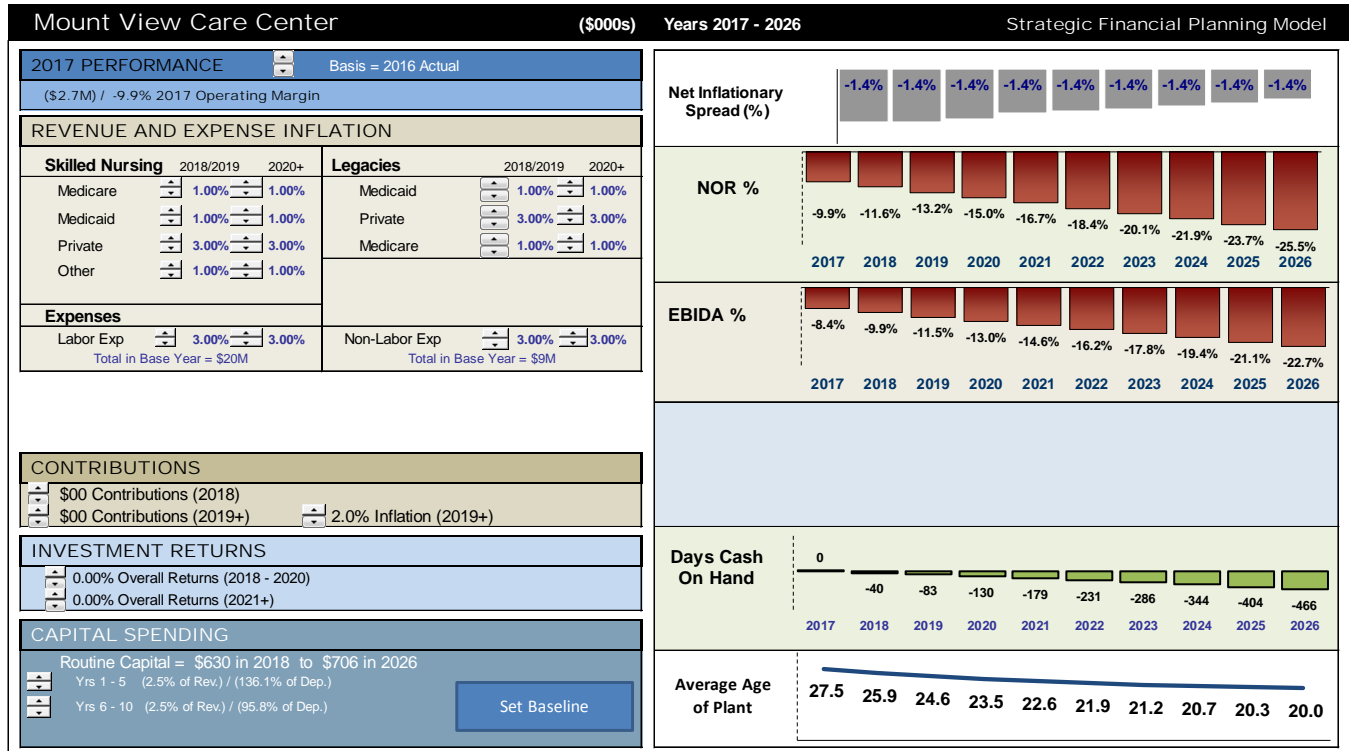 Mount View Care Center ($000s) Years 2017 - 2026 Strategic Financial Planning Model
2017 PERFORMANCE Basis = 2016 Actual
($2.7M) / -9.9% 2017 Operating Margin
REVENUE AND EXPENSE INFLATION
Skilled Nursing 2018/2019 2020+
Medicare 1.00% 1.00%
Medicaid 1.00% 1.00%
Private 3.00% 3.00%
Other 1.00% 1.00%
Legacies 2018/2019 2020+
Medicaid 1.00% 1.00%
Private 3.00% 3.00%
Medicare 1.00% 1.00%
Expenses
Labor Exp 3.00% 3.00%
Total in Base Year = $20M
Non-Labor Exp 3.00% 3.00%
Total in Base Year = $9M
CONTRIBUTIONS
$00 Contributions (2018)
$00 Contributions (2019+) 2.0% Inflation (2019+)
INVESTMENT RETURNS
0.00% Overall Returns (2018 - 2020)
0.00% Overall Returns (2021+)
CAPITAL SPENDING
Routine Capital = $630 in 2018 to $706 in 2026
Yrs 1 - 5 (2.5% of Rev.) / (136.1% of Dep.)
Yrs 6 - 10 (2.5% of Rev.) / (95.8% of Dep.)
Set Baseline
Net Inflationary
Spread (%)
-1.4% -1.4% -1.4% -1.4% -1.4% -1.4% -1.4% -1.4% -1.4%
NOR %
-9.9% -11.6% -13.2% -15.0% -16.7% -18.4% -20.1% -21.9% -23.7% -25.5%
2017 2018 2019 2020 2021 2022 2023 2024 2025 2026
EBIDA %
-8.4% -9.9% -11.5% -13.0% -14.6% -16.2% -17.8% -19.4% -21.1% -22.7%
2017 2018 2019 2020 2021 2022 2023 2024 2025 2026
Days Cash
On Hand
0 -40 -83 -130 -179 -231 -286 -344 -404 -466
2017 2018 2019 2020 2021 2022 2023 2024 2025 2026
Average Age
of Plant
27.5 25.9 24.6 23.5 22.6 21.9 21.2 20.7 20.3 20.0